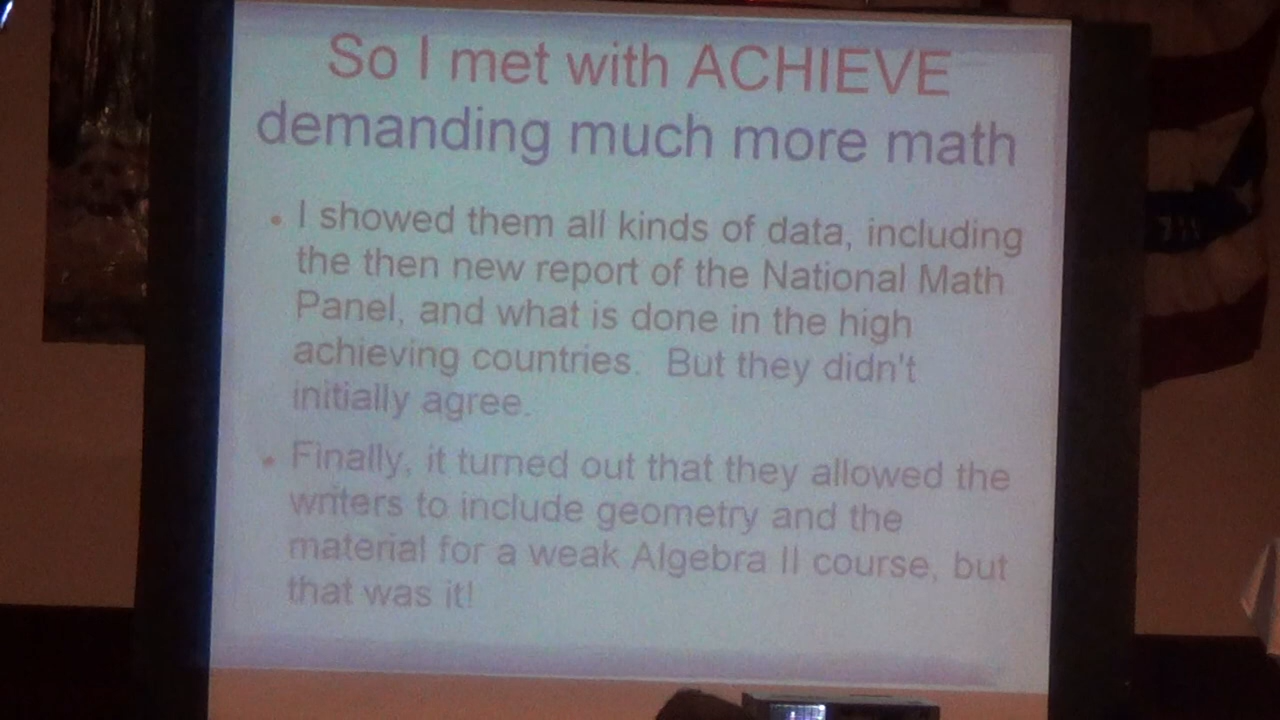 So I met with ACHIEVE
demanding much more math
• I showed them all kinds of data, including
the then new report of the National Math
Panel, and what is done in the high
achieving countries.  But they didn't
initially agree.
• Finally, it turned out that they allowed the
writers to include geometry and the
material for a weak Algebra II course, but
that was it!